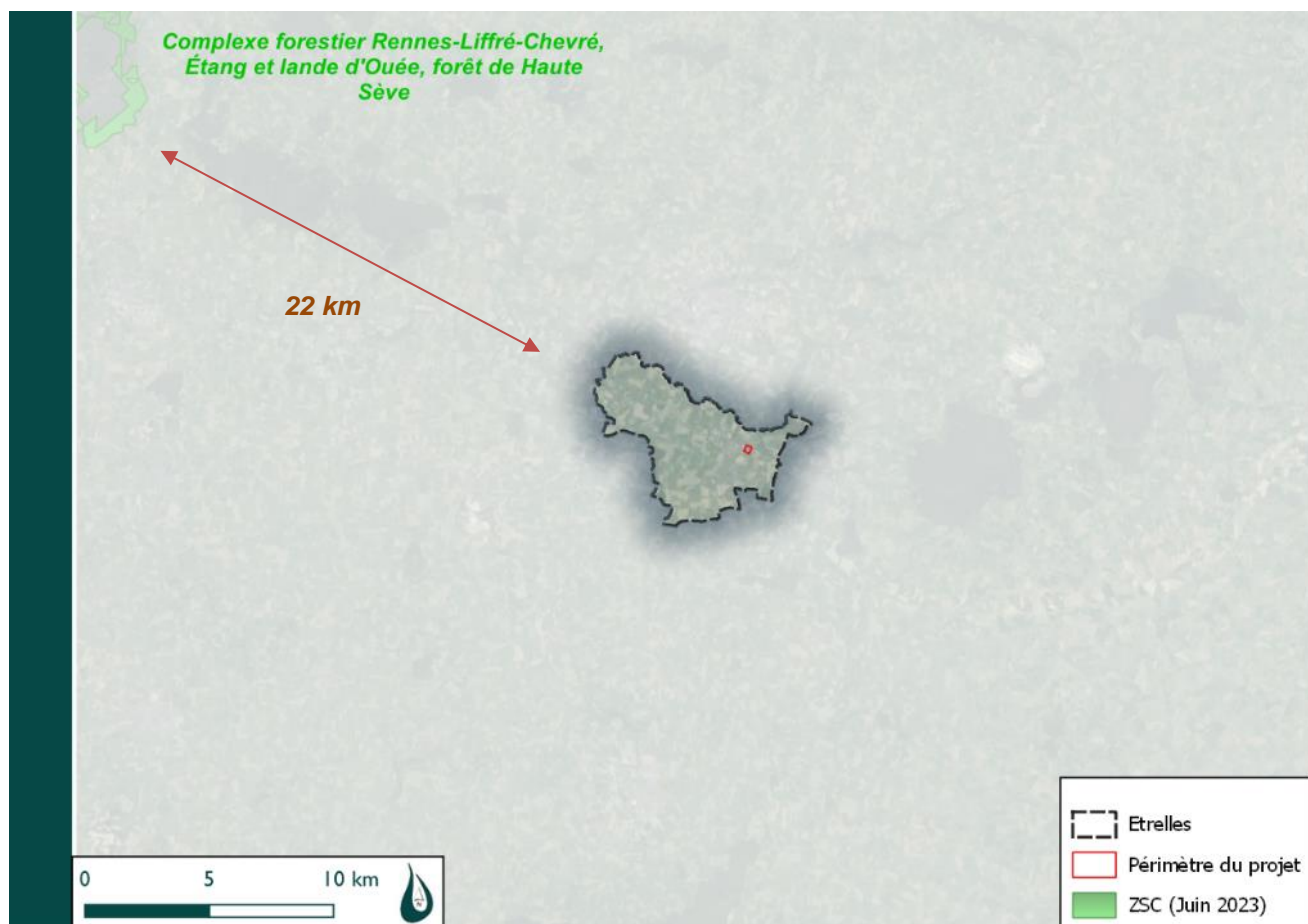 Complexe forestier Rennes-Liffré-Chevré,
Étang et lande d'Ouée, forêt de Haute
Sève
22 km
Etrelles
Périmètre du projet
ZSC (Juin 2023)
0 5 10 km